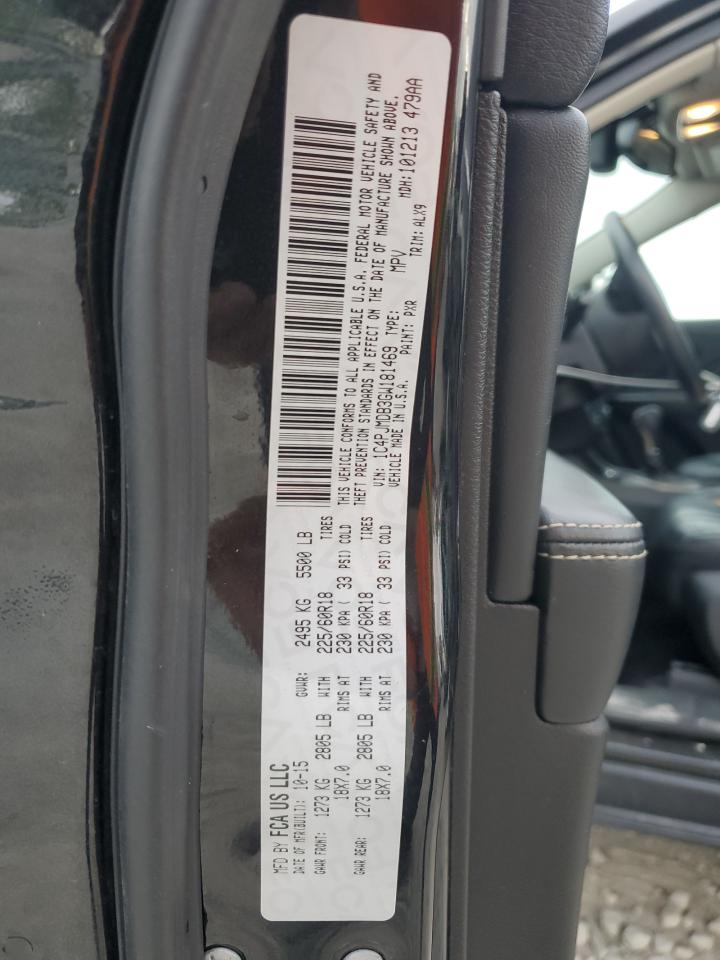 MFD BY FCA US LLC
DATE OF MFR(BUILT): 10-15 GVWR: 2495 KG 5500 LB
GAWR FRONT: 1273 KG 2805 LB WITH 225/60R18 TIRES
18X7.0 RIMS AT 230 KPA ( 33 PSI) COLD
GAWR REAR: 1273 KG 2805 LB WITH 225/60R18 TIRES
18X7.0 RIMS AT 230 KPA ( 33 PSI) COLD
THIS VEHICLE CONFORMS TO ALL APPLICABLE U.S.A. FEDERAL MOTOR VEHICLE SAFETY AND
THEFT PREVENTION STANDARDS IN EFFECT ON THE DATE OF MANUFACTURE SHOWN ABOVE.
VIN: 1C4PJMDB3GW181469 TYPE: MPV MDH:101213 479AA
VEHICLE MADE IN U.S.A. PAINT: PXR TRIM: ALX9